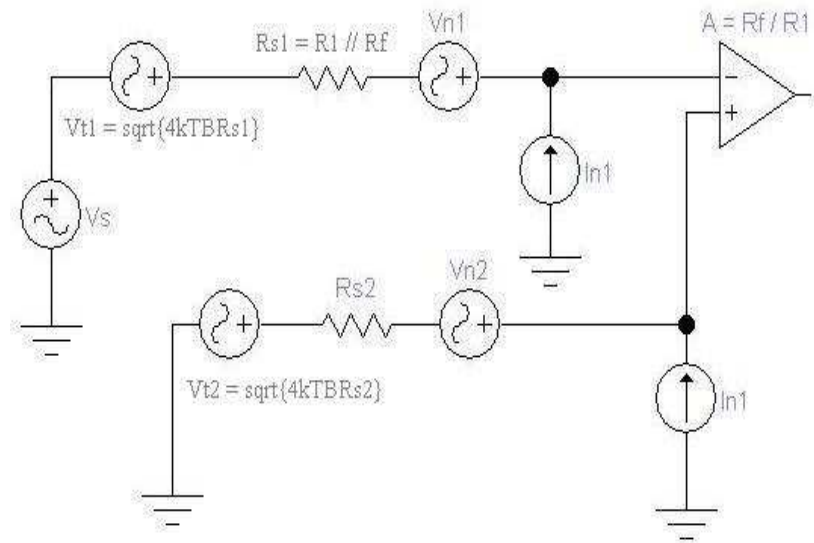 A = Rf / R1
Rs1 = R1 // Rf
Vn1
Vt1 = sqrt{4kTBRs1}
In1
Vs
Vn2
Rs2
Vt2 = sqrt{4kTBRs2}
In1